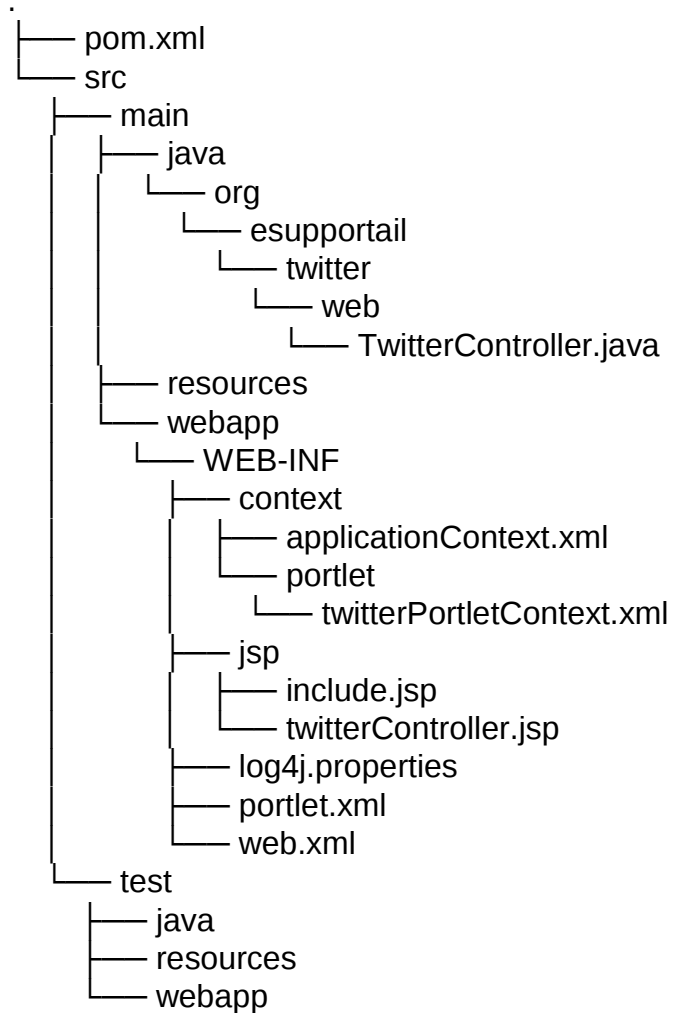 .
├── pom.xml
└── src
    ├── main
    │   ├── java
    │   │   └── org
    │   │       └── esupportail
    │   │           └── twitter
    │   │               └── web
    │   │                   └── TwitterController.java
    │   ├── resources
    │   └── webapp
    │       └── WEB-INF
    │           ├── context
    │           │   ├── applicationContext.xml
    │           │   └── portlet
    │           │       └── twitterPortletContext.xml
    │           ├── jsp
    │           │   ├── include.jsp
    │           │   └── twitterController.jsp
    │           ├── log4j.properties
    │           ├── portlet.xml
    │           └── web.xml
    └── test
        ├── java
        ├── resources
        └── webapp